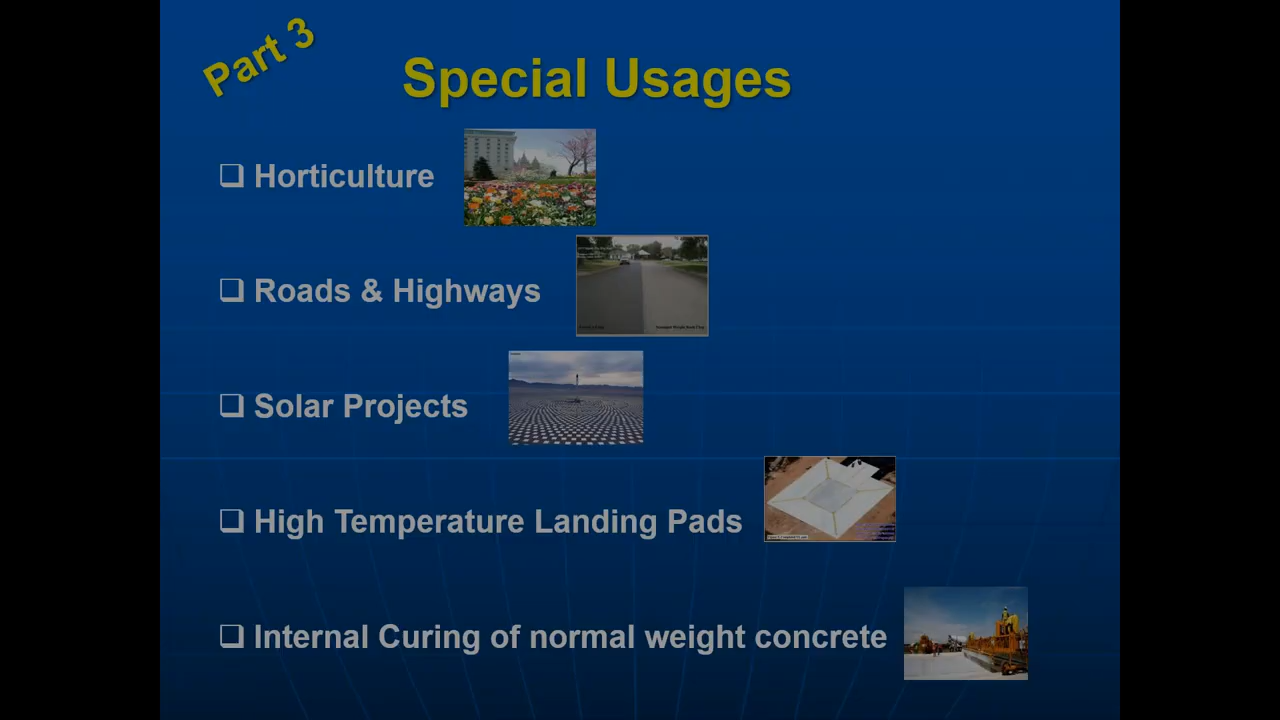 Part 3
Special Usages
❑ Horticulture
❑ Roads & Highways
❑ Solar Projects
❑ High Temperature Landing Pads
❑ Internal Curing of normal weight concrete